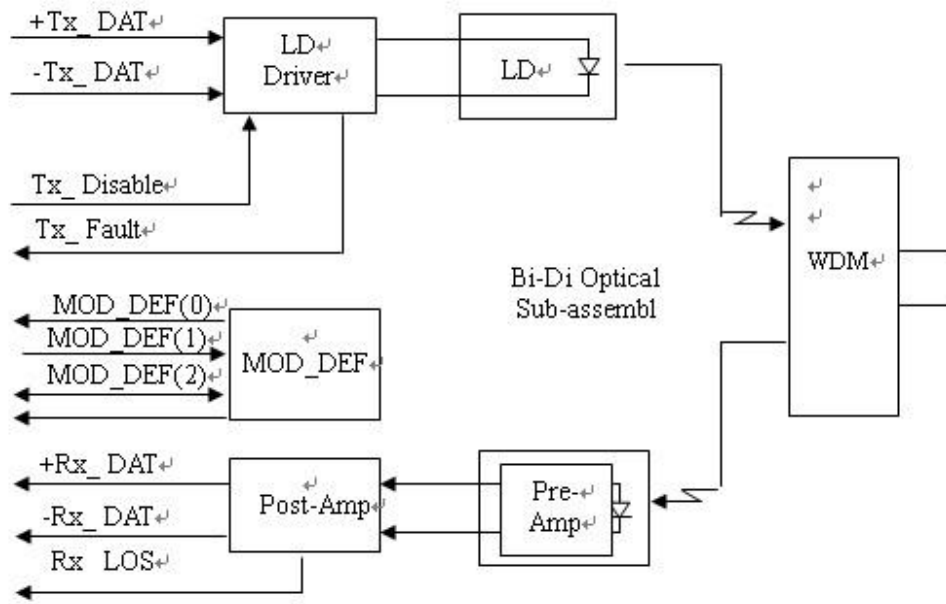 +Tx_ DAT↵
-Tx_ DAT↵
LD↵
Driver↵
LD↵
Tx_ Disable↵
Tx_ Fault↵
↵
↵
WDM↵
Bi-Di Optical
Sub-assembl
MOD_DEF(0)↵
MOD_DEF(1)↵
MOD_DEF(2)↵
↵
MOD_DEF↵
+Rx_ DAT↵
-Rx_ DAT↵
Rx LOS↵
↵
Post-Amp↵
Pre-↵
Amp↵